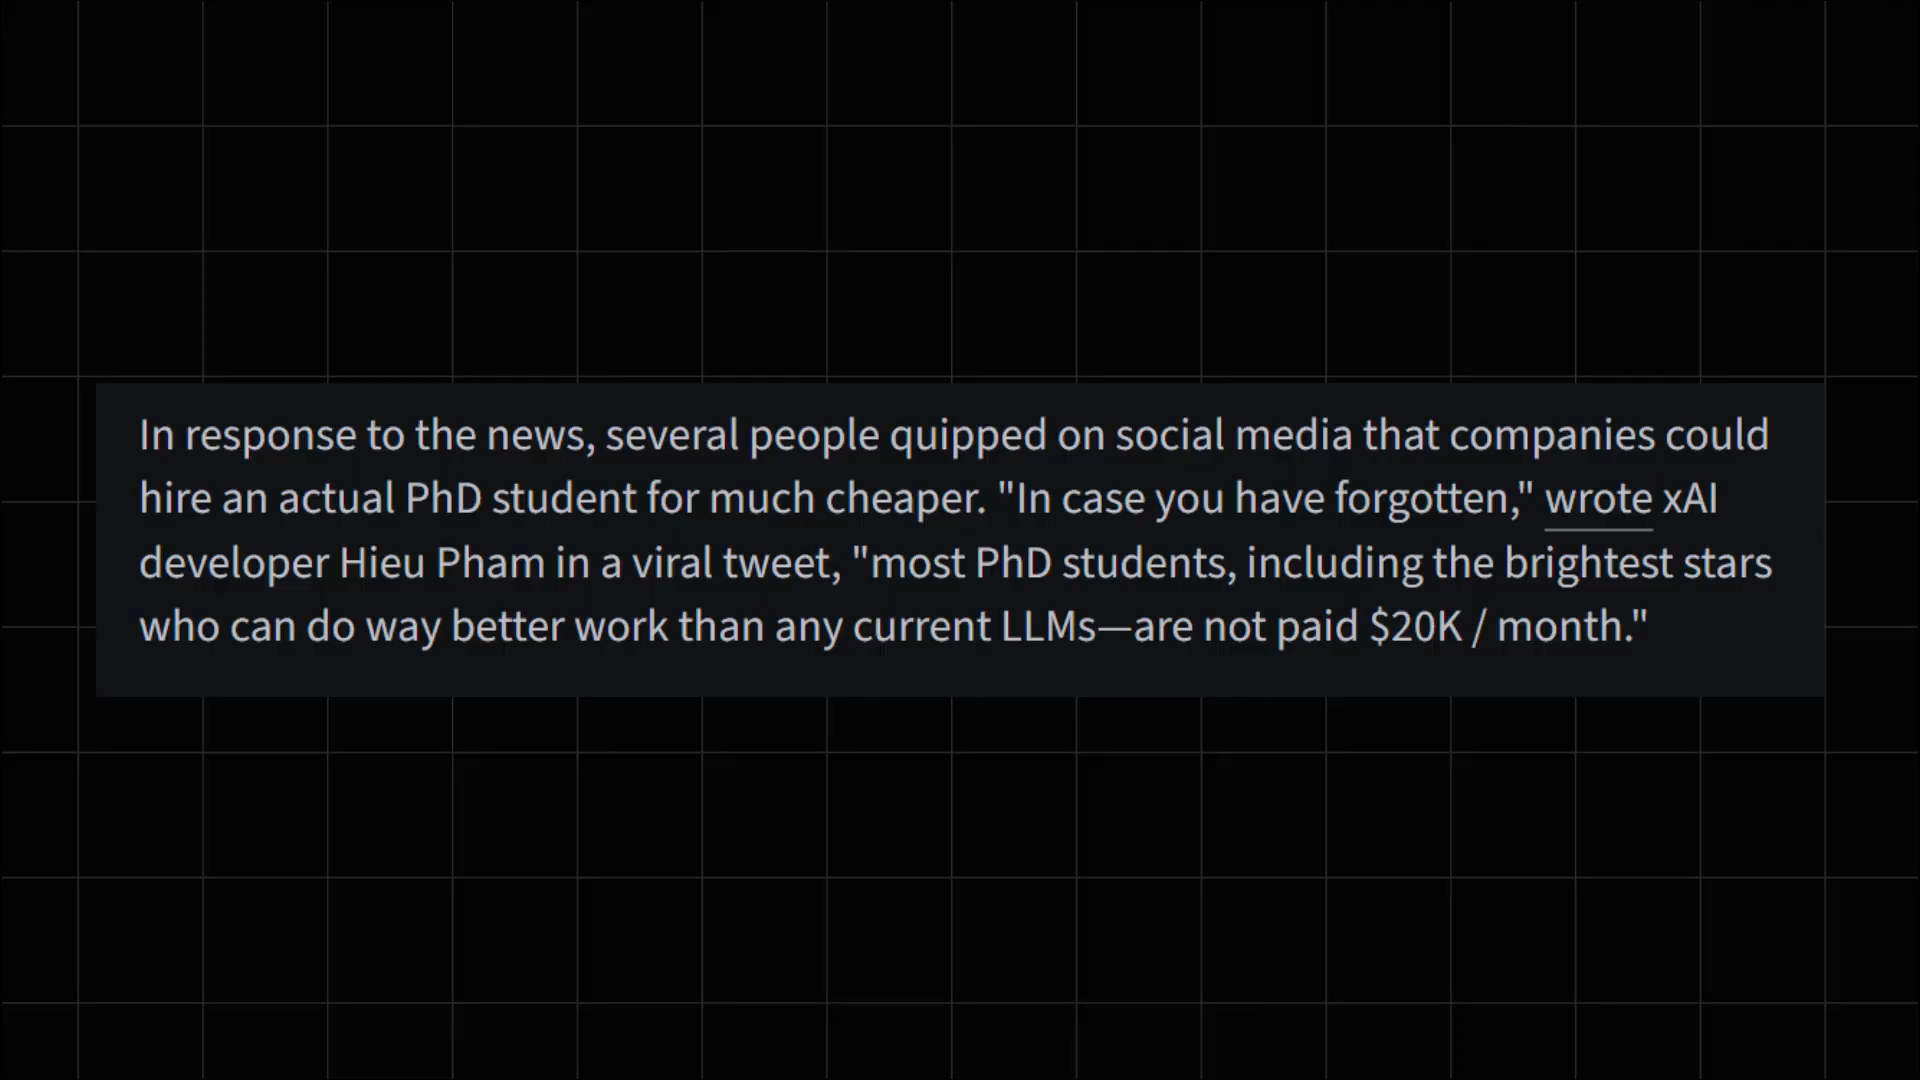 In response to the news, several people quipped on social media that companies could
hire an actual PhD student for much cheaper. "In case you have forgotten," wrote xAI
developer Hieu Pham in a viral tweet, "most PhD students, including the brightest stars
who can do way better work than any current LLMs—are not paid $20K / month."